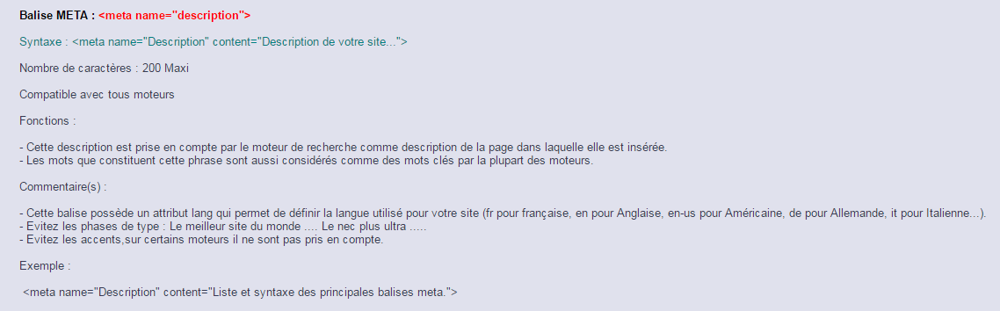 Balise META : <meta name="description">
Syntaxe : <meta name="Description" content="Description de votre site...">
Nombre de caractères : 200 Maxi
Compatible avec tous moteurs
Fonctions :
- Cette description est prise en compte par le moteur de recherche comme description de la page dans laquelle elle est insérée.
- Les mots que constituent cette phrase sont aussi considérés comme des mots clés par la plupart des moteurs.
Commentaire(s) :
- Cette balise possède un attribut lang qui permet de définir la langue utilisé pour votre site (fr pour française, en pour Anglaise, en-us pour Américaine, de pour Allemande, it pour Italienne...).
- Evitez les phases de type : Le meilleur site du monde .... Le nec plus ultra .....
- Evitez les accents,sur certains moteurs il ne sont pas pris en compte.
Exemple :
<meta name="Description" content="Liste et syntaxe des principales balises meta.">